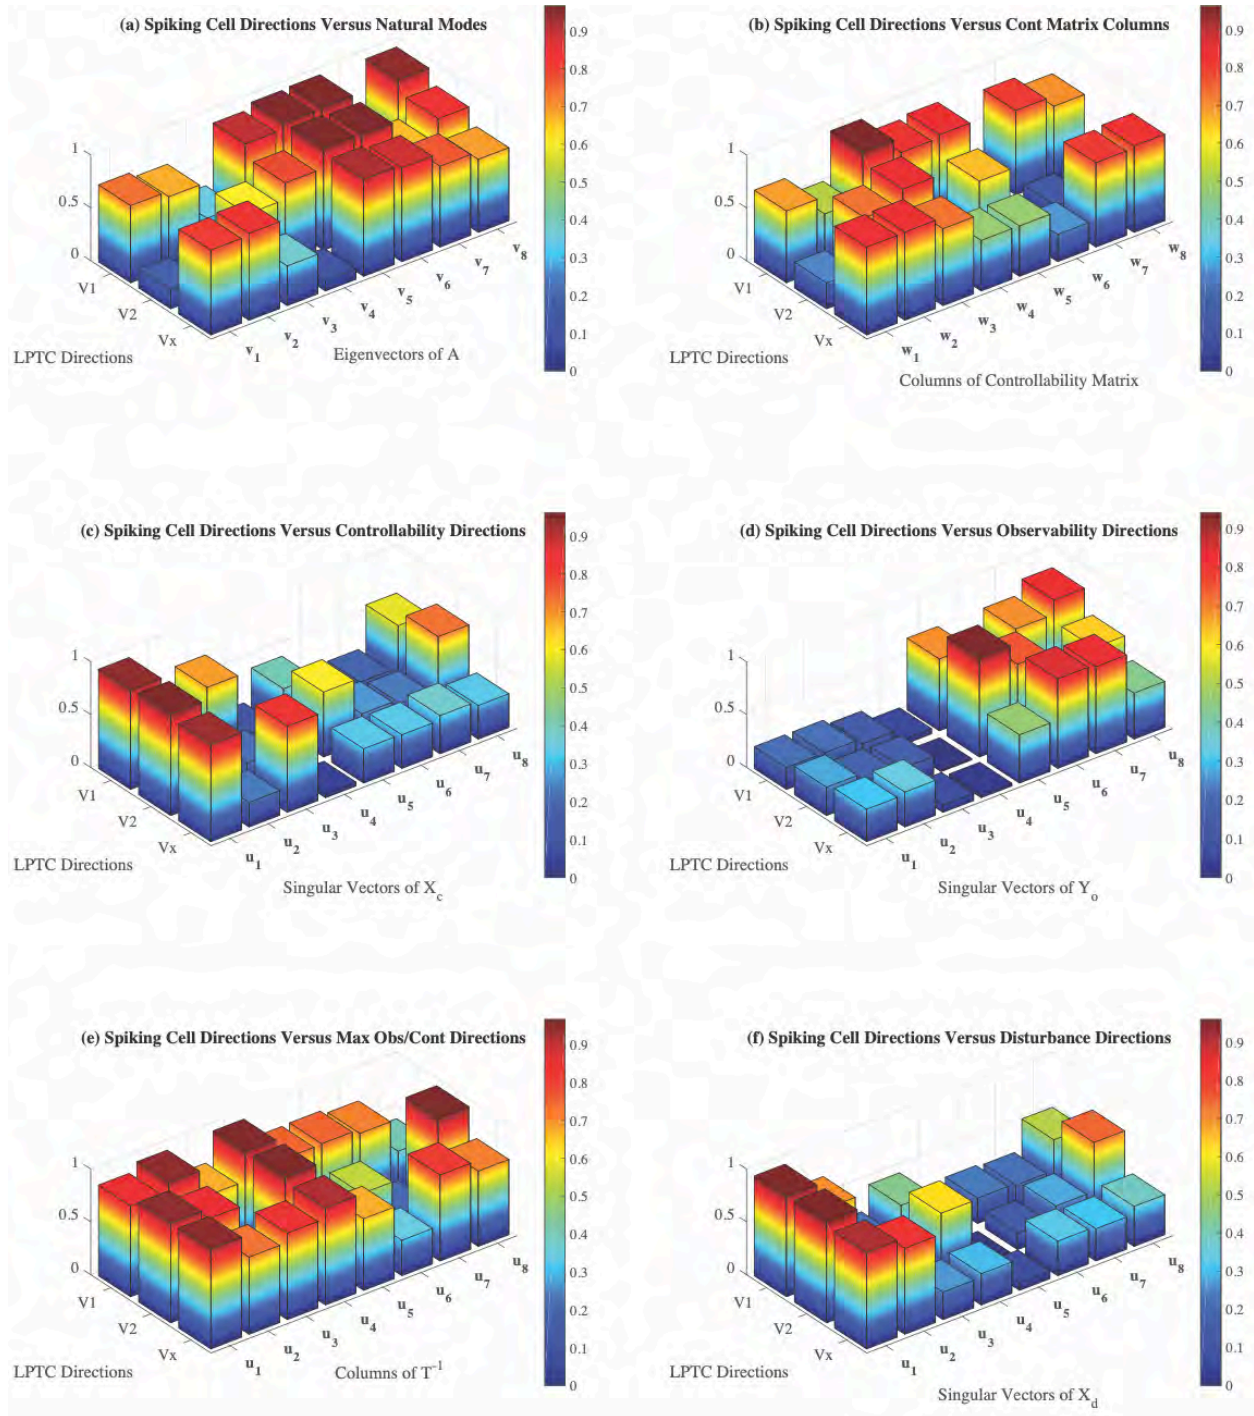 (a) Spiking Cell Directions Versus Natural Modes
1
0.5
0
V1
V2
Vx
LPTC Directions
v1
v2
v3
v4
v5
v6
v7
v8
Eigenvectors of A
0.9
0.8
0.7
0.6
0.5
0.4
0.3
0.2
0.1
0
(b) Spiking Cell Directions Versus Cont Matrix Columns
1
0.5
0
V1
V2
Vx
LPTC Directions
w1
w2
w3
w4
w5
w6
w7
w8
Columns of Controllability Matrix
0.9
0.8
0.7
0.6
0.5
0.4
0.3
0.2
0.1
0
(c) Spiking Cell Directions Versus Controllability Directions
1
0.5
0
V1
V2
Vx
LPTC Directions
u1
u2
u3
u4
u5
u6
u7
u8
Singular Vectors of Xc
0.9
0.8
0.7
0.6
0.5
0.4
0.3
0.2
0.1
0
(d) Spiking Cell Directions Versus Observability Directions
1
0.5
0
V1
V2
Vx
LPTC Directions
u1
u2
u3
u4
u5
u6
u7
u8
Singular Vectors of Yo
0.9
0.8
0.7
0.6
0.5
0.4
0.3
0.2
0.1
0
(e) Spiking Cell Directions Versus Max Obs/Cont Directions
1
0.5
0
V1
V2
Vx
LPTC Directions
u1
u2
u3
u4
u5
u6
u7
u8
Columns of T-1
0.9
0.8
0.7
0.6
0.5
0.4
0.3
0.2
0.1
0
(f) Spiking Cell Directions Versus Disturbance Directions
1
0.5
0
V1
V2
Vx
LPTC Directions
u1
u2
u3
u4
u5
u6
u7
u8
Singular Vectors of Xd
0.9
0.8
0.7
0.6
0.5
0.4
0.3
0.2
0.1
0